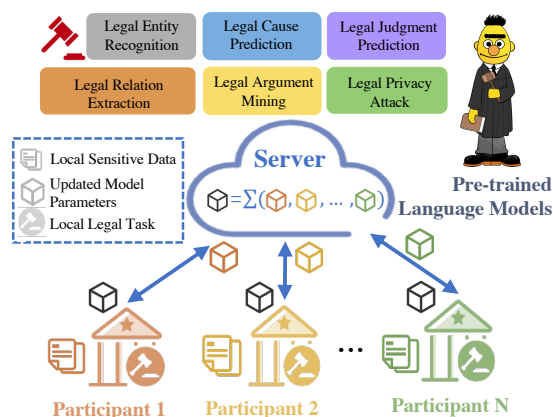 Legal Entity
Recognition
Legal Cause
Prediction
Legal Judgment
Prediction
Legal Relation
Extraction
Legal Argument
Mining
Legal Privacy
Attack
Local Sensitive Data
Updated Model
Parameters
Local Legal Task
Server
=∑( , , ... , )
Pre-trained
Language Models
...
Participant 1
Participant 2
Participant N